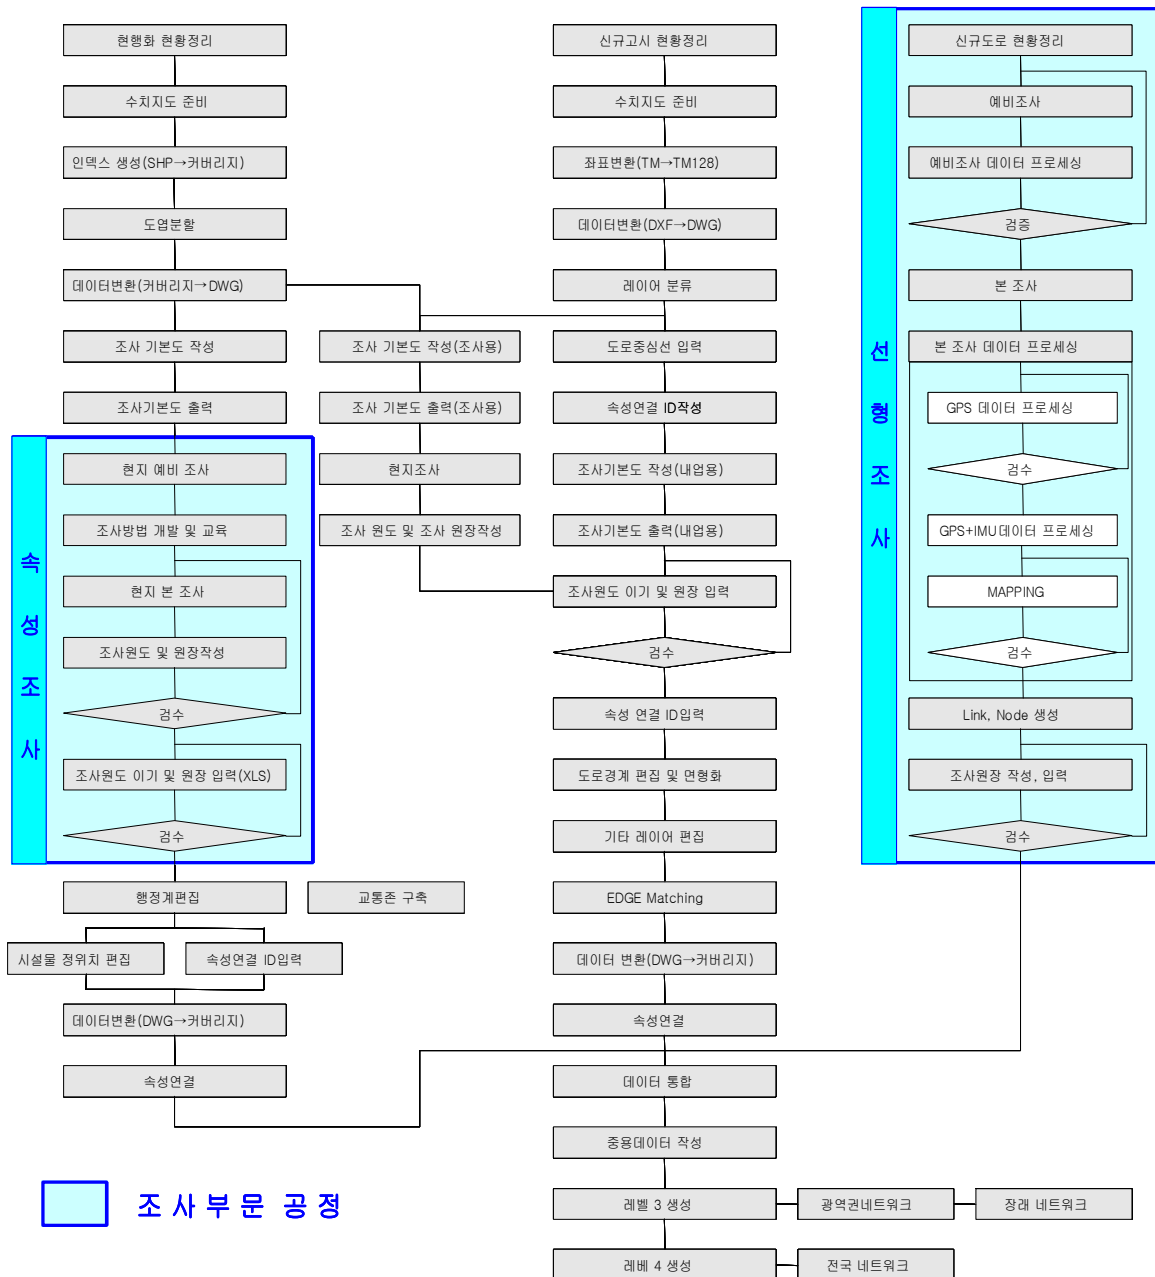 현행화 현황정리
수치지도 준비
인덱스 생성(SHP→커버리지)
도엽분할
데이터변환(커버리지→DWG)
조사 기본도 작성
조사기본도 출력
속성조사
현지 예비 조사
조사방법 개발 및 교육
현지 본 조사
조사원도 및 원장작성
검수
조사원도 이기 및 원장 입력(XLS)
검수
행정계편집
교통존 구축
시설물 정위치 편집
속성연결 ID입력
데이터변환(DWG→커버리지)
속성연결
조사 기본도 작성(조사용)
조사 기본도 출력(조사용)
현지조사
조사 원도 및 조사 원장작성
신규고시 현황정리
수치지도 준비
좌표변환(TM→TM128)
데이터변환(DXF→DWG)
레이어 분류
도로중심선 입력
속성연결 ID작성
조사기본도 작성(내업용)
조사기본도 출력(내업용)
조사원도 이기 및 원장 입력
검수
속성 연결 ID입력
도로경계 편집 및 면형화
기타 레이어 편집
EDGE Matching
데이터 변환(DWG→커버리지)
속성연결
데이터 통합
중용데이터 작성
레벨 3 생성
광역권네트워크
장래 네트워크
레베 4 생성
전국 네트워크
선형조사
신규도로 현황정리
예비조사
예비조사 데이터 프로세싱
검증
본 조사
본 조사 데이터 프로세싱
GPS 데이터 프로세싱
검수
GPS+IMU데이터 프로세싱
MAPPING
검수
Link, Node 생성
조사원장 작성, 입력
검수
조사부문 공정